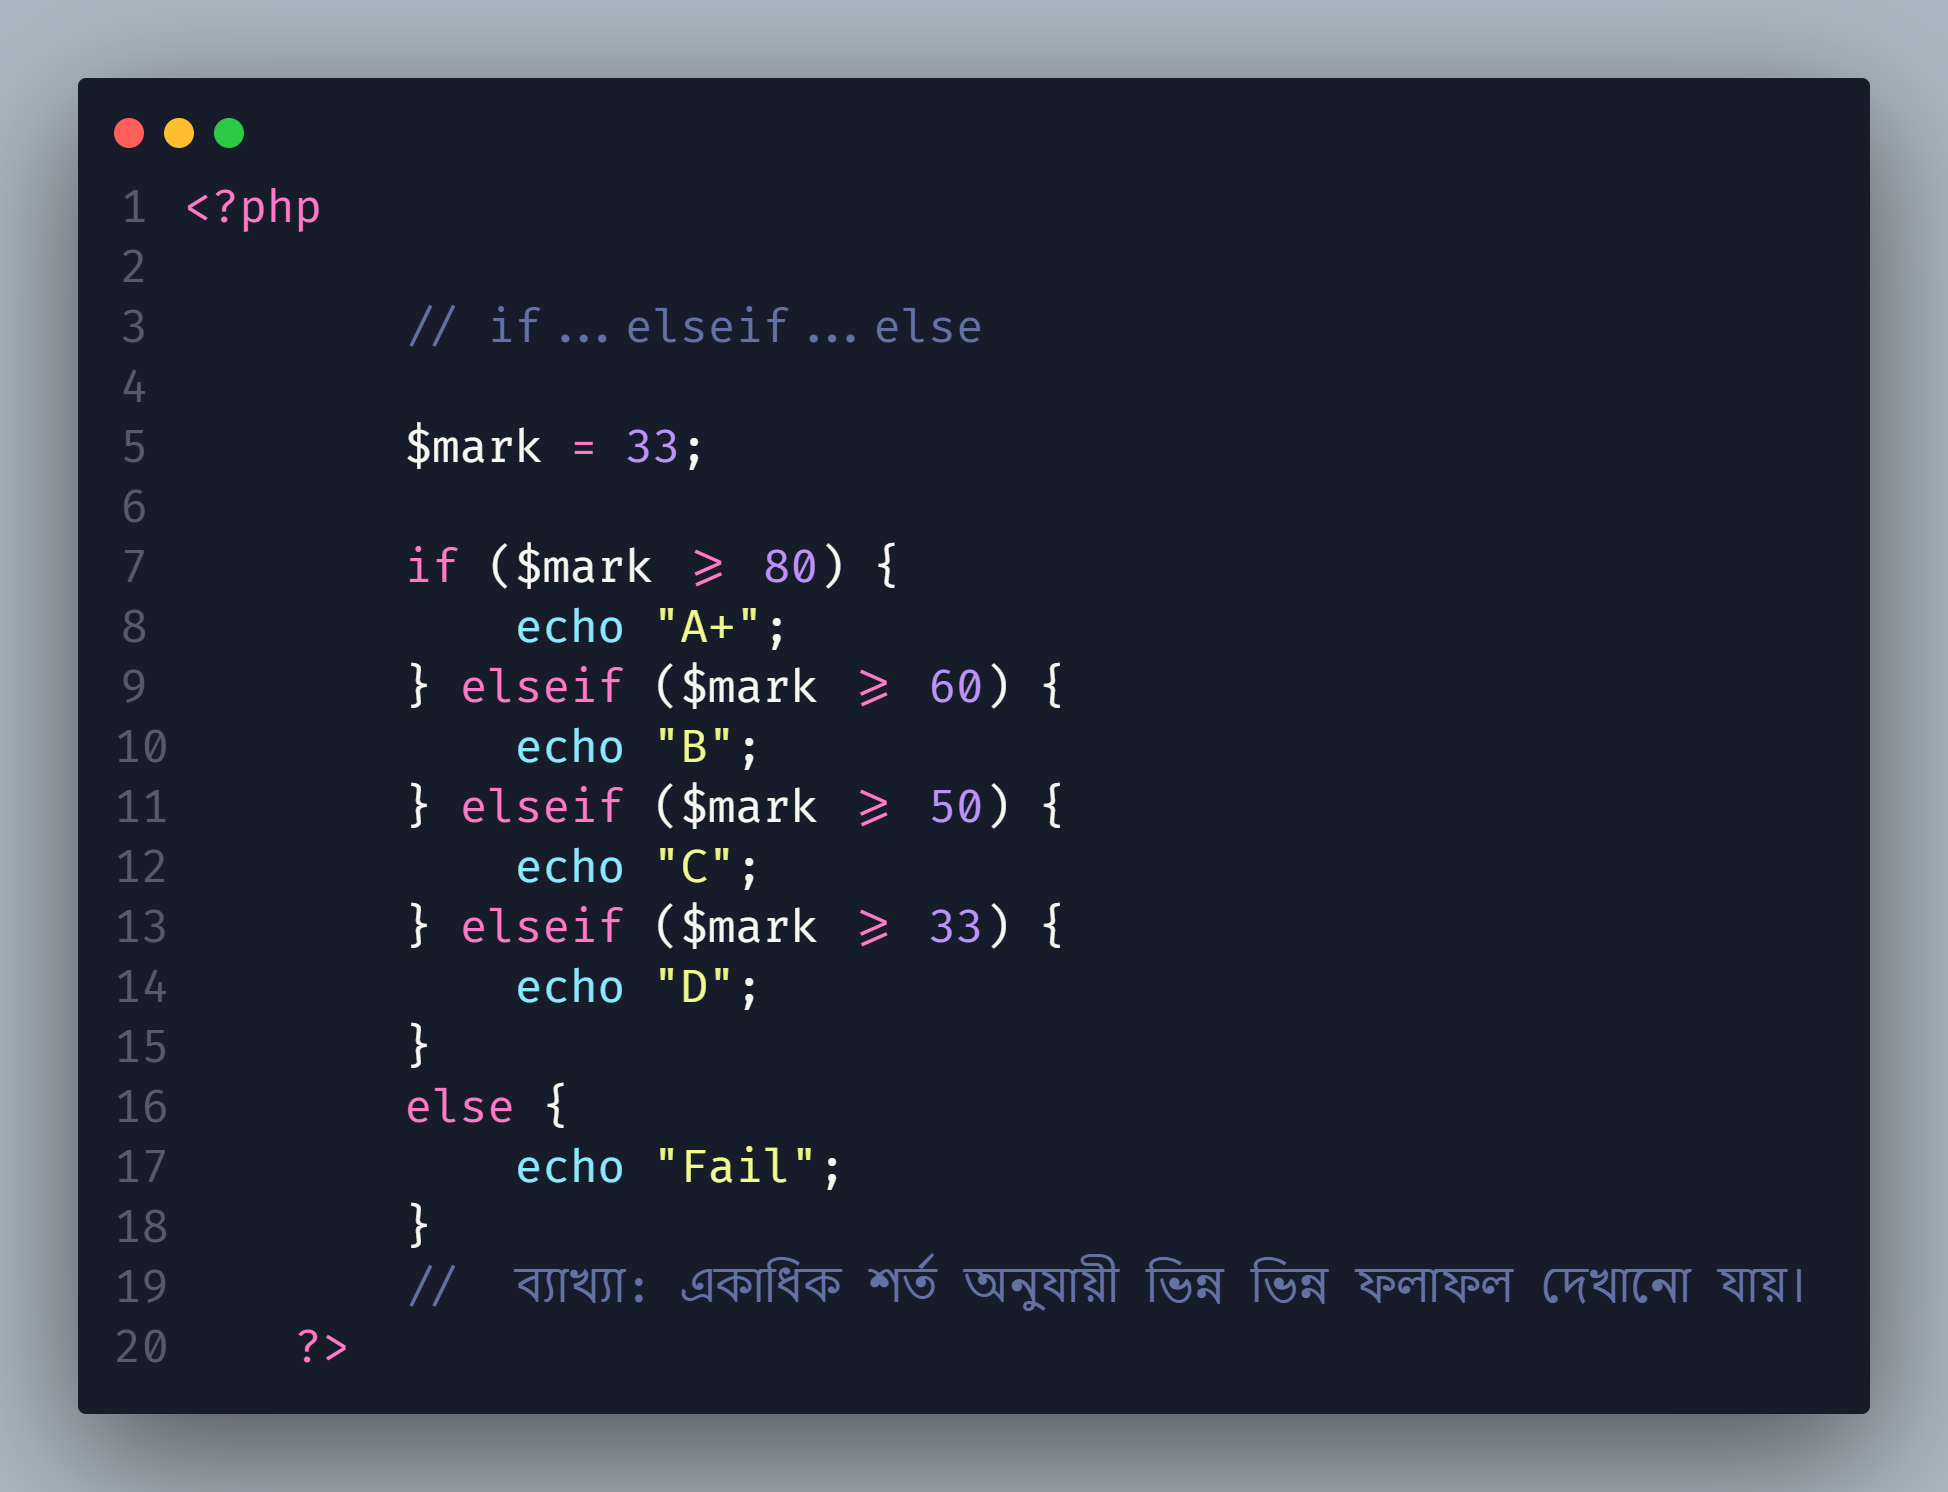 1 <?php
2
3 // if...elseif...else
4
5 $mark = 33;
6
7 if ($mark >= 80) {
8 echo "A+";
9 } elseif ($mark >= 60) {
10 echo "B";
11 } elseif ($mark >= 50) {
12 echo "C";
13 } elseif ($mark >= 33) {
14 echo "D";
15 }
16 else {
17 echo "Fail";
18 }
19 // ব্যাখ্যা: একাধিক শর্ত অনুযায়ী ভিন্ন ভিন্ন ফলাফল দেখানো যায়।
20 ?>